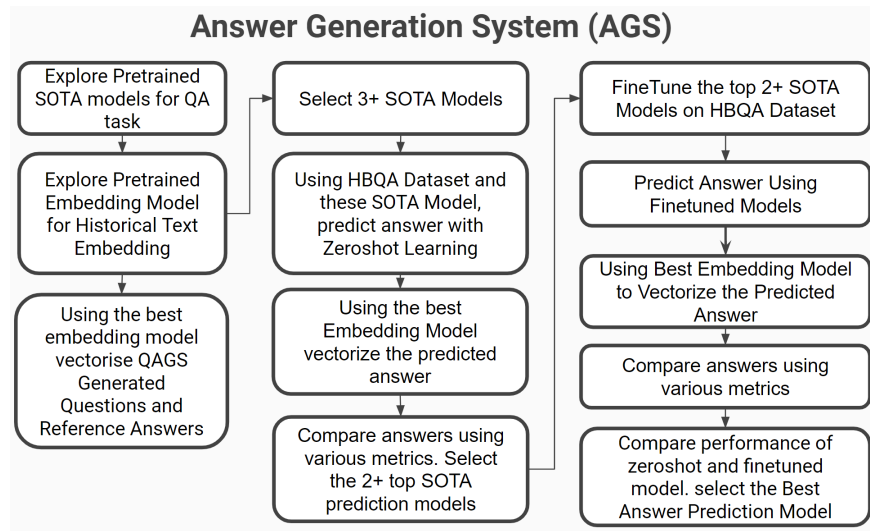 Answer Generation System (AGS)
Explore Pretrained
SOTA models for QA
task
Explore Pretrained
Embedding Model
for Historical Text
Embedding
Using the best
embedding model
vectorise QAGS
Generated
Questions and
Reference Answers
Select 3+ SOTA Models
Using HBQA Dataset and
these SOTA Model,
predict answer with
Zeroshot Learning
Using the best
Embedding Model
vectorize the predicted
answer
Compare answers using
various metrics. Select
the 2+ top SOTA
prediction models
FineTune the top 2+ SOTA
Models on HBQA Dataset
Predict Answer Using
Finetuned Models
Using Best Embedding Model
to Vectorize the Predicted
Answer
Compare answers using
various metrics
Compare performance of
zeroshot and finetuned
model. select the Best
Answer Prediction Model